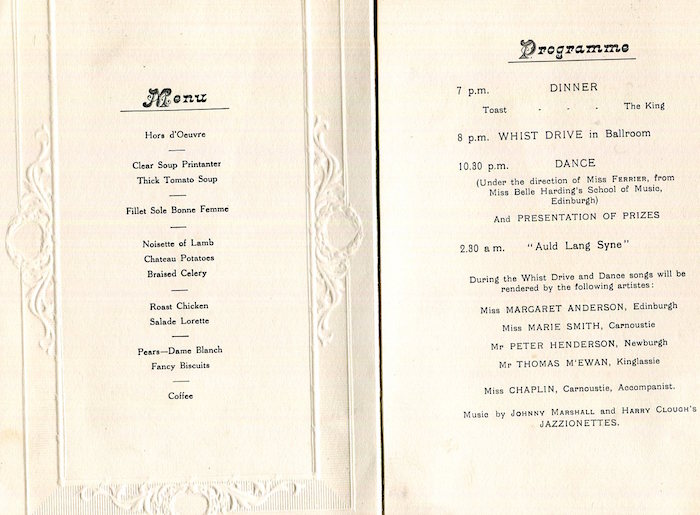 Menu
Hors d'Oeuvre
Clear Soup Printanter
Thick Tomato Soup
Fillet Sole Bonne Femme
Noisette of Lamb
Chateau Potatoes
Braised Celery
Roast Chicken
Salade Lorette
Pears—Dame Blanch
Fancy Biscuits
Coffee
Programme
7 p.m. DINNER
Toast - - - The King
8 p.m. WHIST DRIVE in Ballroom
10.30 p.m. DANCE
(Under the direction of Miss FERRIER, from
Miss Belle Harding's School of Music,
Edinburgh)
And PRESENTATION OF PRIZES
2.30 a m. "Auld Lang Syne"
During the Whist Drive and Dance songs will be
rendered by the following artistes:
Miss MARGARET ANDERSON, Edinburgh
Miss MARIE SMITH, Carnoustie
Mr PETER HENDERSON, Newburgh
Mr THOMAS M'EWAN, Kinglassie
Miss CHAPLIN, Carnoustie, Accompanist.
Music by JOHNNY MARSHALL and HARRY CLOUGH'S
JAZZIONETTES.